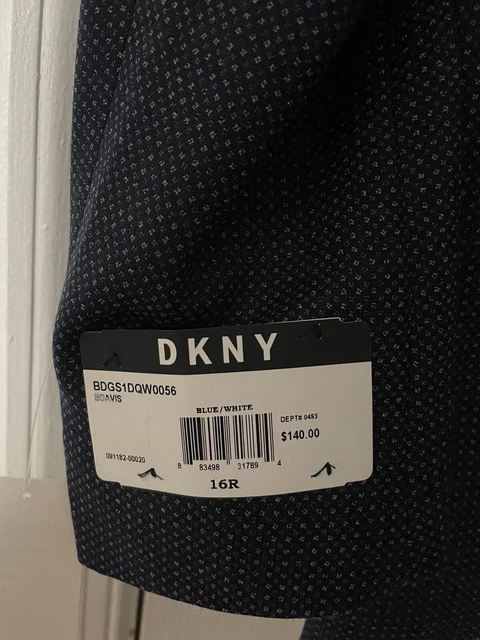 DKNY
BDGS1DQW0056
BDAVIS
BLUE/WHITE
DEPT# 0493
$140.00
091182-00020
8 83498 31789 4
16R